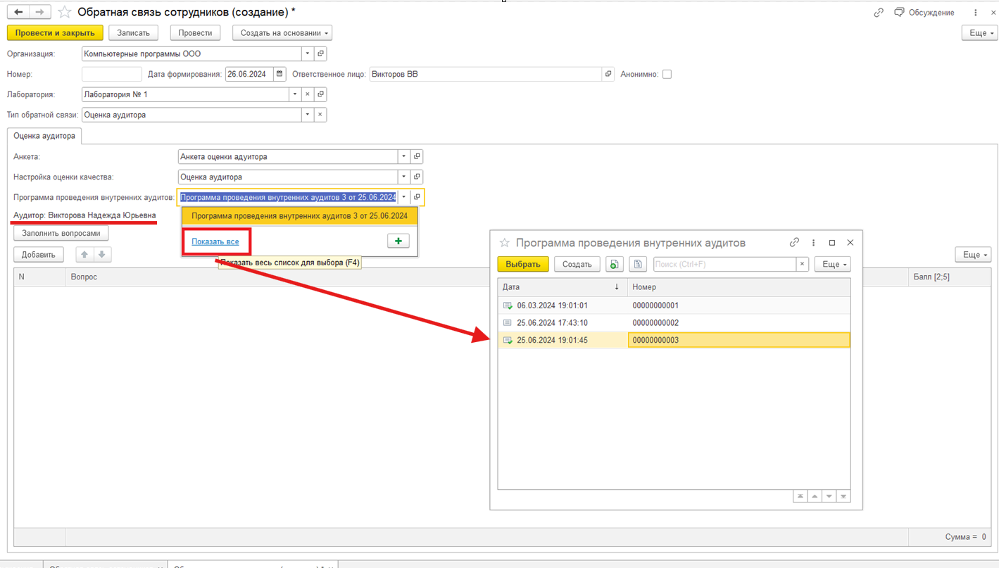 Обратная связь сотрудников (создание) *
Обсуждение
Провести и закрыть Записать Провести Создать на основании Еще
Организация: Компьютерные программы ООО
Номер: Дата формирования: 26.06.2024 Ответственное лицо: Викторов ВВ Анонимно:
Лаборатория: Лаборатория № 1
Тип обратной связи: Оценка аудитора
Оценка аудитора
Анкета: Анкета оценки адуитора
Настройка оценки качества: Оценка аудитора
Программа проведения внутренних аудитов: Программа проведения внутренних аудитов 3 от 25.06.2024
Аудитор: Викторова Надежда Юрьевна
Программа проведения внутренних аудитов 3 от 25.06.2024
Заполнить вопросами
Показать все
Добавить
Еще
Показать весь список для выбора (F4)
N Вопрос Балл [2;5]
Программа проведения внутренних аудитов
Выбрать Создать Поиск (Ctrl+F) Еще
Дата Номер
06.03.2024 19:01:01 00000000001
25.06.2024 17:43:10 00000000002
25.06.2024 19:01:45 00000000003
Сумма = 0